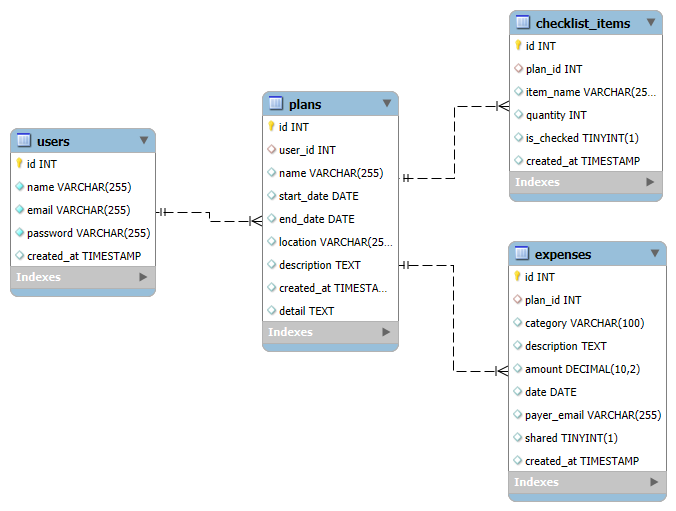 users
id INT
name VARCHAR(255)
email VARCHAR(255)
password VARCHAR(255)
created_at TIMESTAMP
Indexes
plans
id INT
user_id INT
name VARCHAR(255)
start_date DATE
end_date DATE
location VARCHAR(25...
description TEXT
created_at TIMESTA...
detail TEXT
Indexes
checklist_items
id INT
plan_id INT
item_name VARCHAR(25...
quantity INT
is_checked TINYINT(1)
created_at TIMESTAMP
Indexes
expenses
id INT
plan_id INT
category VARCHAR(100)
description TEXT
amount DECIMAL(10,2)
date DATE
payer_email VARCHAR(255)
shared TINYINT(1)
created_at TIMESTAMP
Indexes